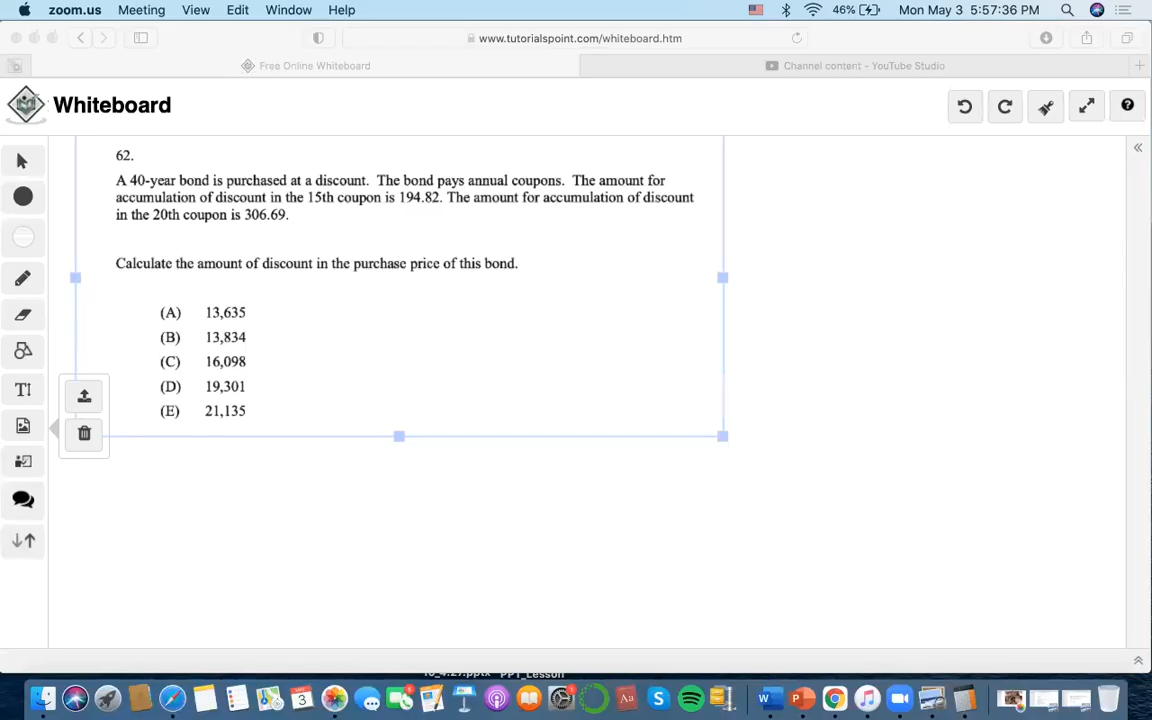 zoom.us Meeting View Edit Window Help 46% Mon May 3 5:57:36 PM
www.tutorialspoint.com/whiteboard.htm
Free Online Whiteboard Channel content - YouTube Studio
Whiteboard
62.
A 40-year bond is purchased at a discount. The bond pays annual coupons. The amount for
accumulation of discount in the 15th coupon is 194.82. The amount for accumulation of discount
in the 20th coupon is 306.69.
Calculate the amount of discount in the purchase price of this bond.
(A) 13,635
(B) 13,834
(C) 16,098
(D) 19,301
(E) 21,135